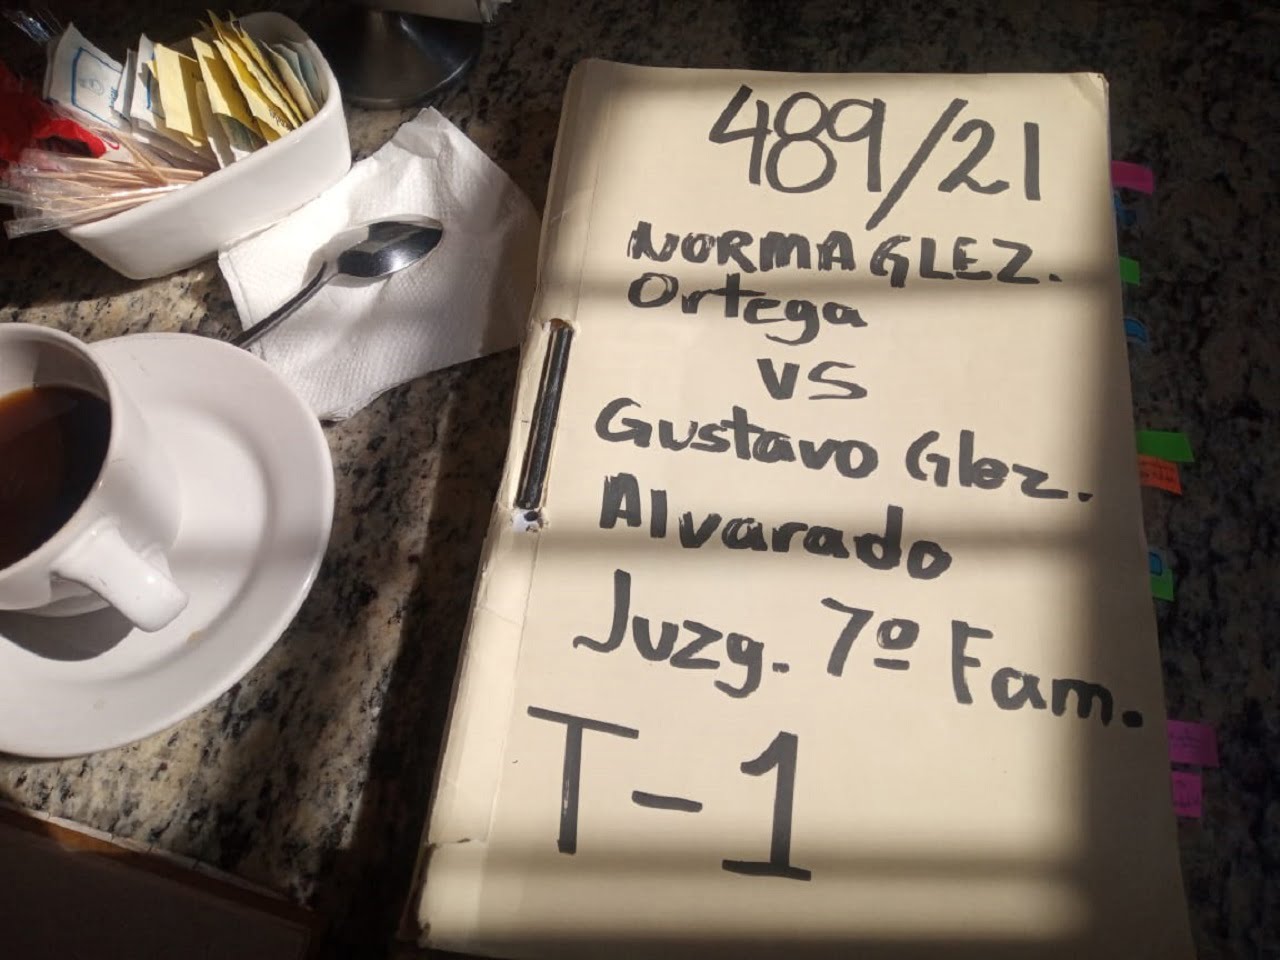 489/21
NORMA GLEZ.
Ortega
VS
Gustavo Glez.
Alvarado
Juzg. 7º Fam.
T-1